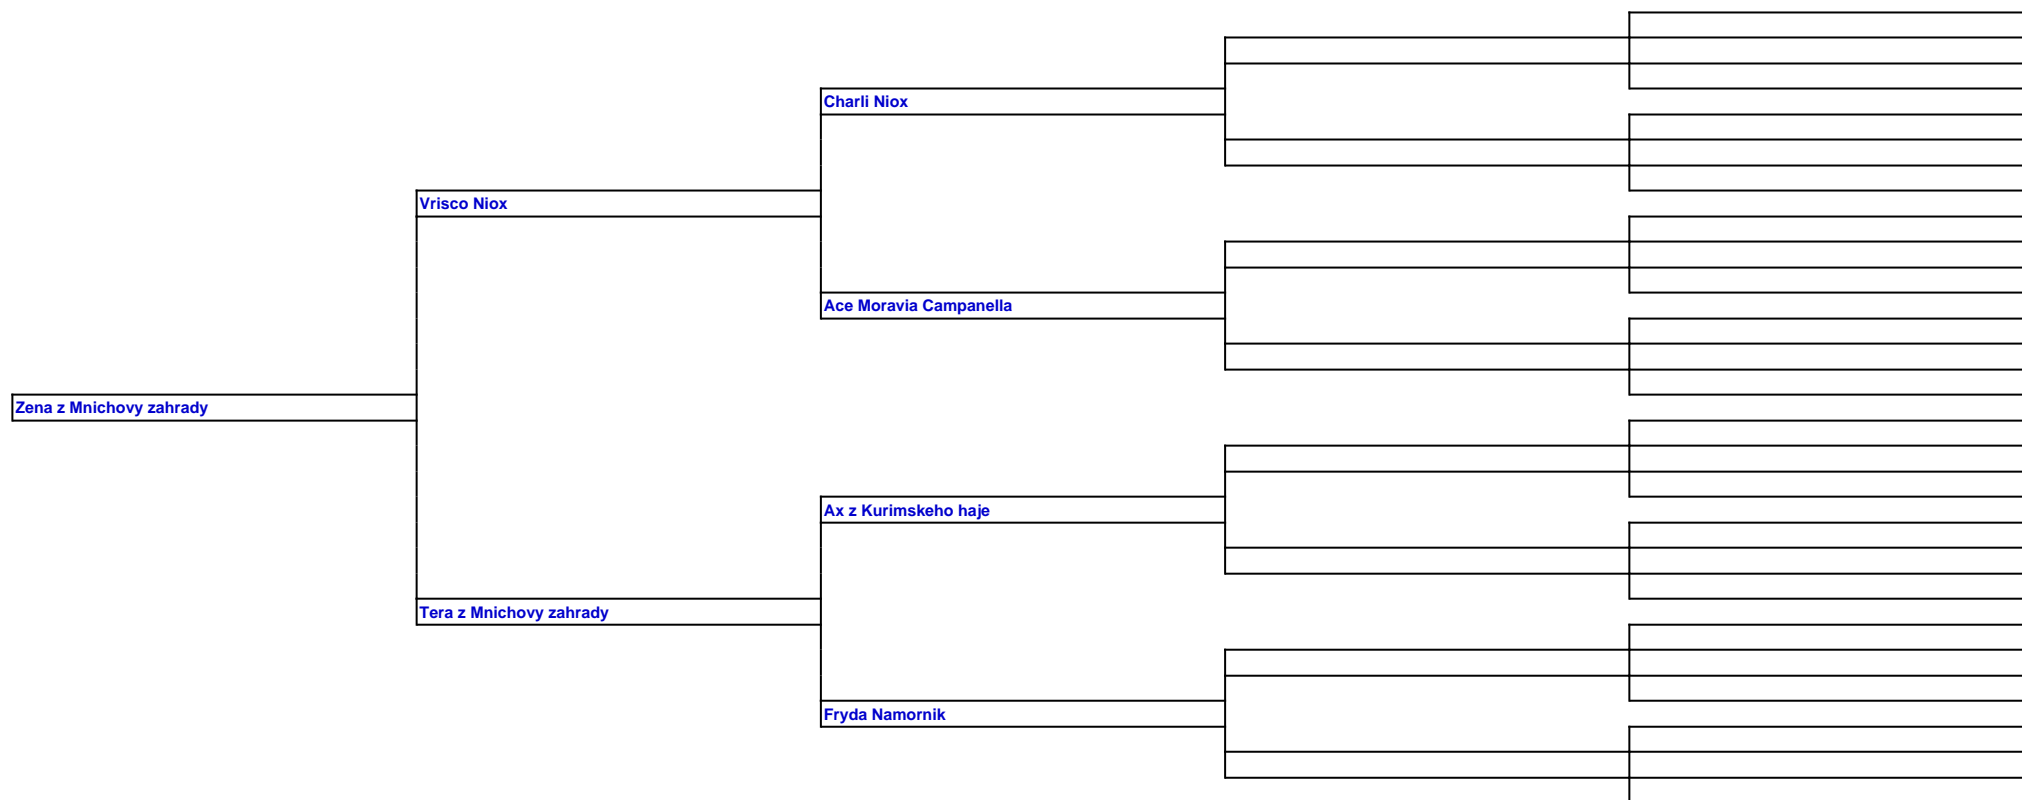 Charli Niox
Vrisco Niox
Ace Moravia Campanella
Zena z Mnichovy zahrady
Ax z Kurimskeho haje
Tera z Mnichovy zahrady
Fryda Namornik